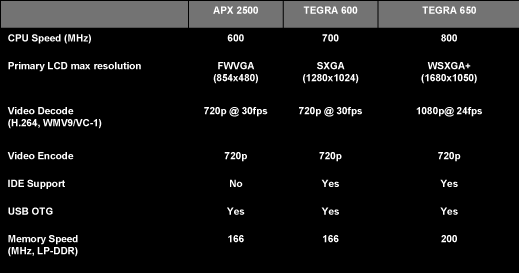 APX 2500 TEGRA 600 TEGRA 650
CPU Speed (MHz) 600 700 800
Primary LCD max resolution FWVGA SXGA WSXGA+
(854x480) (1280x1024) (1680x1050)
Video Decode 720p @ 30fps 720p @ 30fps 1080p@ 24fps
(H.264, WMV9/VC-1)
Video Encode 720p 720p 720p
IDE Support No Yes Yes
USB OTG Yes Yes Yes
Memory Speed 166 166 200
(MHz, LP-DDR)